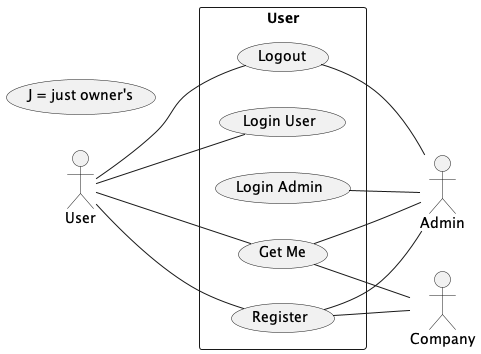 User
Logout
J = just owner's
Login User
Login Admin
User
Admin
Get Me
Register
Company